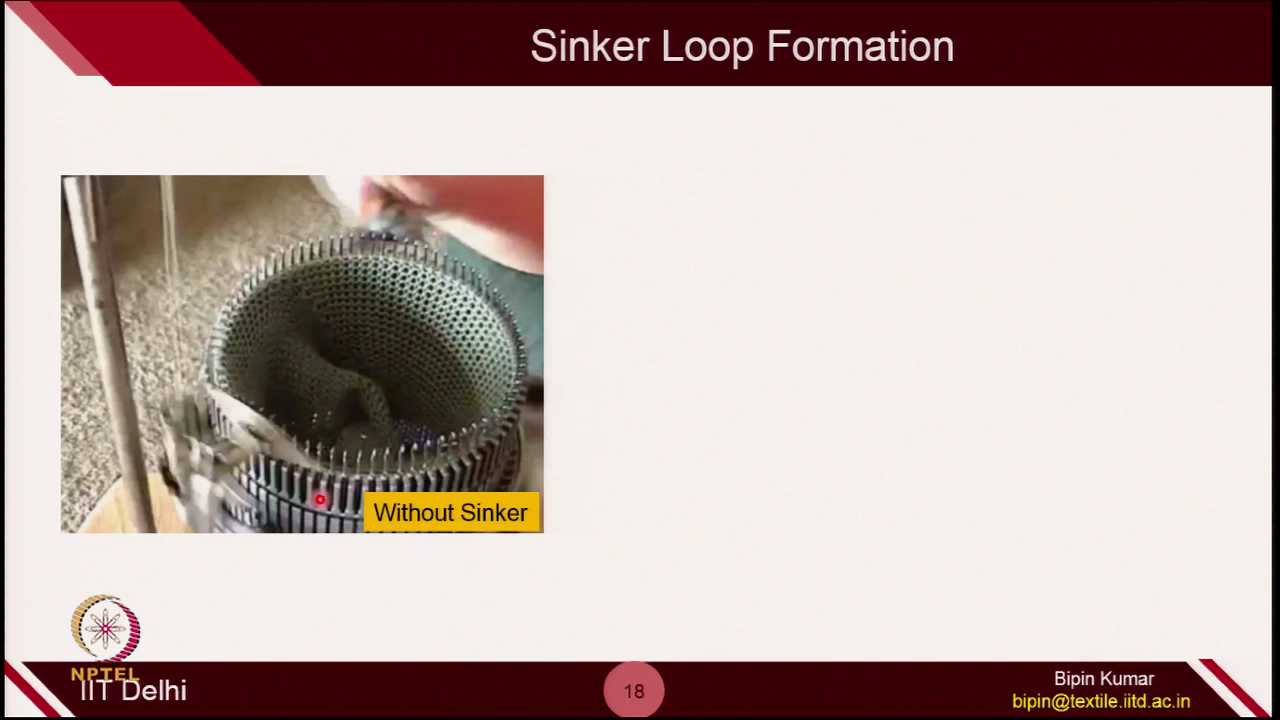 Sinker Loop Formation
Without Sinker
NPTEL
IIT Delhi
18
Bipin Kumar
bipin@textile.iitd.ac.in